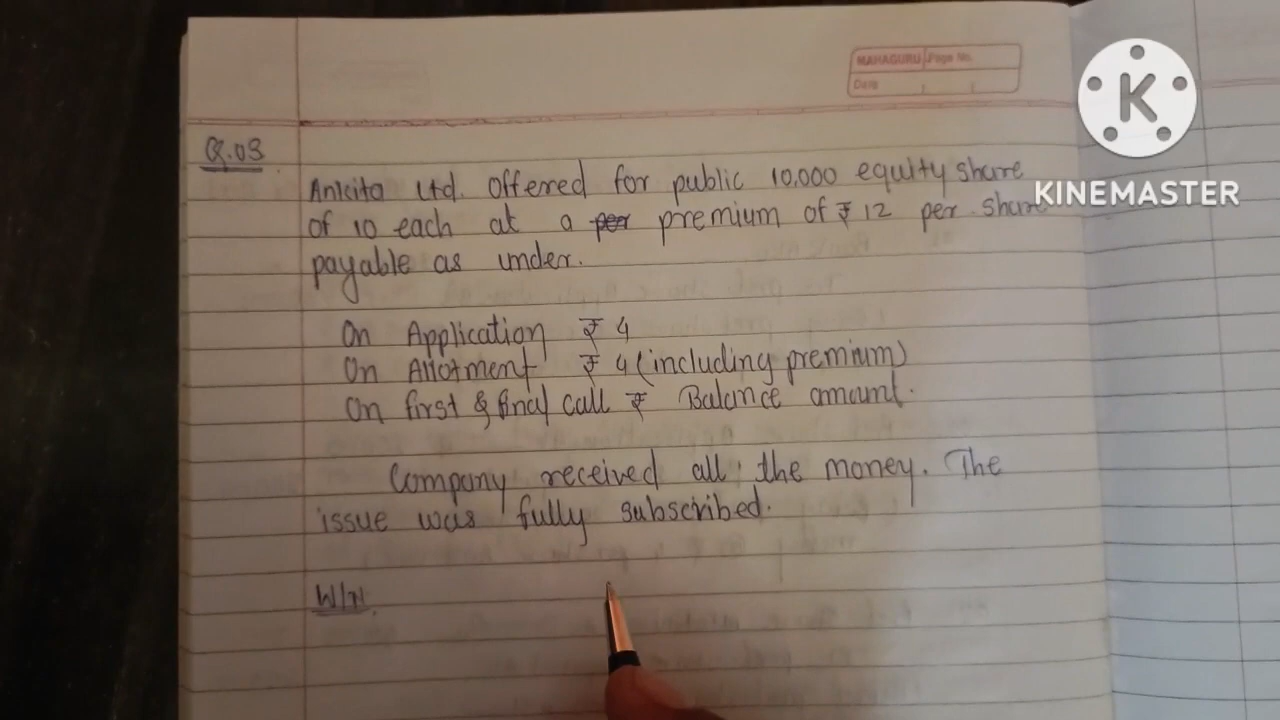 MAHAGURU Page No.
Date
K
KINEMASTER
Q.03
Ankita Ltd. offered for public 10,000 equity share
of 10 each at a per premium of ₹ 12 per share
payable as under.
On Application ₹ 4
On Allotment ₹ 4 (including premium)
On first & final call ₹ Balance amount.
Company received all the money. The
issue was fully subscribed.
W/N.